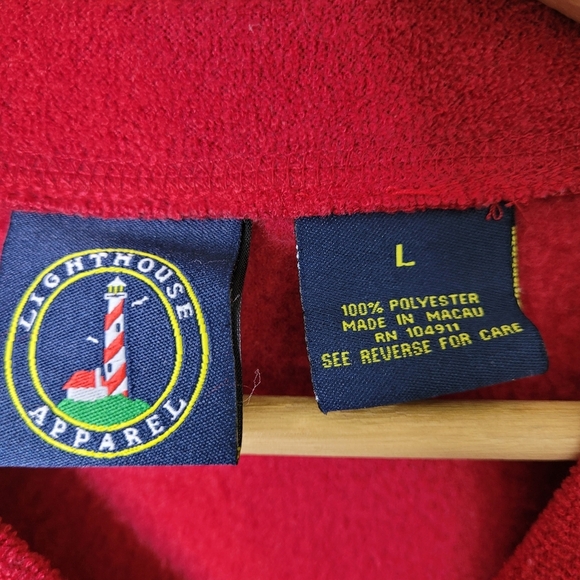 LIGHTHOUSE
APPAREL
L
100% POLYESTER
MADE IN MACAU
RN 104911
SEE REVERSE FOR CARE